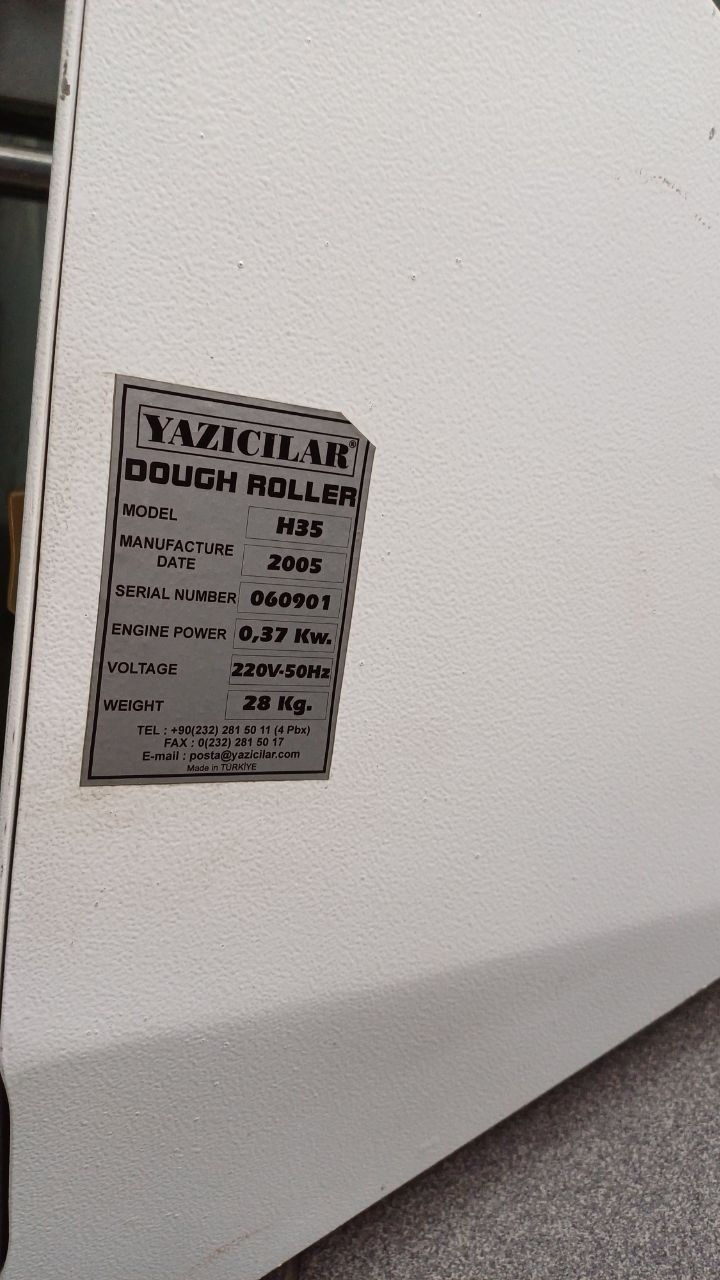 YAZICILAR®
DOUGH ROLLER
MODEL H35
MANUFACTURE DATE 2005
SERIAL NUMBER 060901
ENGINE POWER 0,37 Kw.
VOLTAGE 220V-50Hz
WEIGHT 28 Kg.
TEL : +90(232) 281 50 11 (4 Pbx)
FAX : 0(232) 281 50 17
E-mail : posta@yazicilar.com
Made in TÜRKİYE